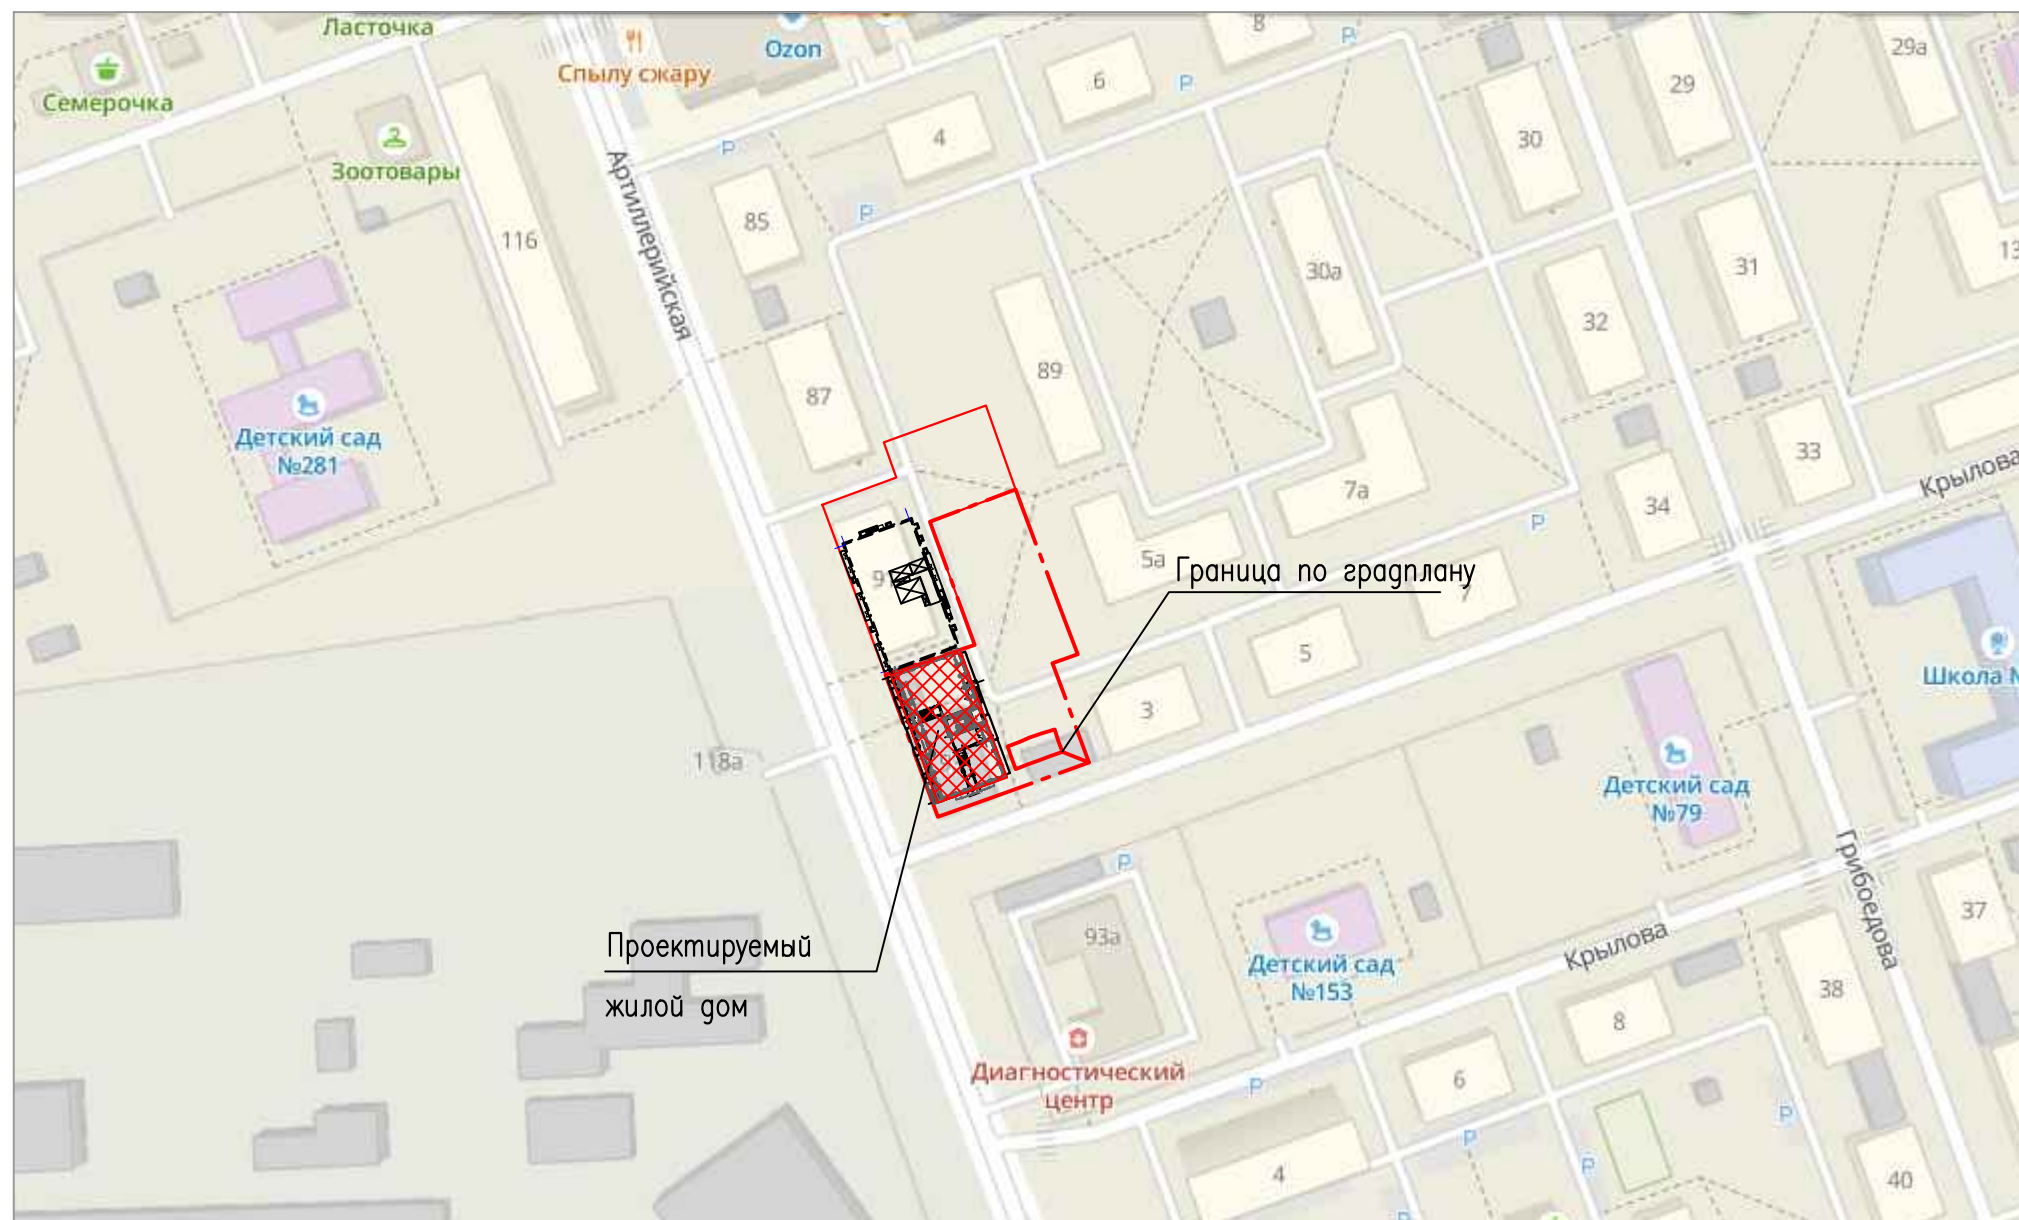 Ласточка
Семерочка
Зоотовары
Спылу сжару
Ozon
P
8
6
P
4
P
P
29а
29
30
85
116
Артиллерийская
30а
31
13
32
87
89
Детский сад
№281
33
Крылова
34
7а
P
5а
Граница по градплану
7
5
3
Школа №
118а
Детский сад
№79
Грибоедова
P
93а
37
Проектируемый
жилой дом
Детский сад
№153
Крылова
38
8
Диагностический
центр
P
6
P
P
4
P
40
P